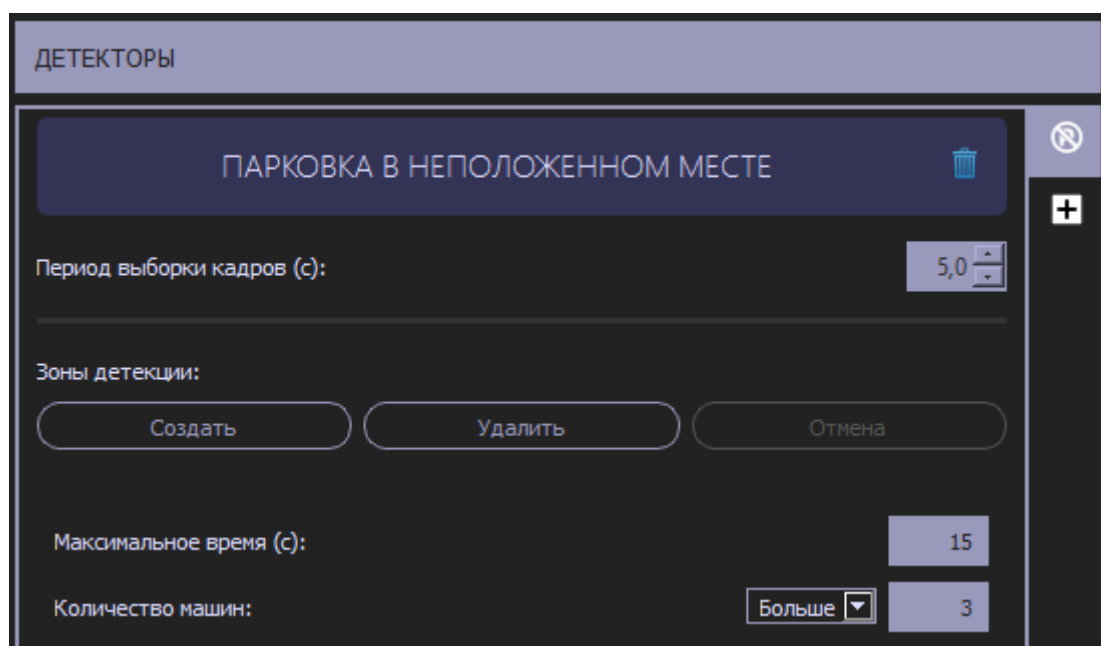 ДЕТЕКТОРЫ
ПАРКОВКА В НЕПОЛОЖЕННОМ МЕСТЕ
Период выборки кадров (с): 5,0
Зоны детекции:
Создать Удалить Отмена
Максимальное время (с): 15
Количество машин: Больше 3